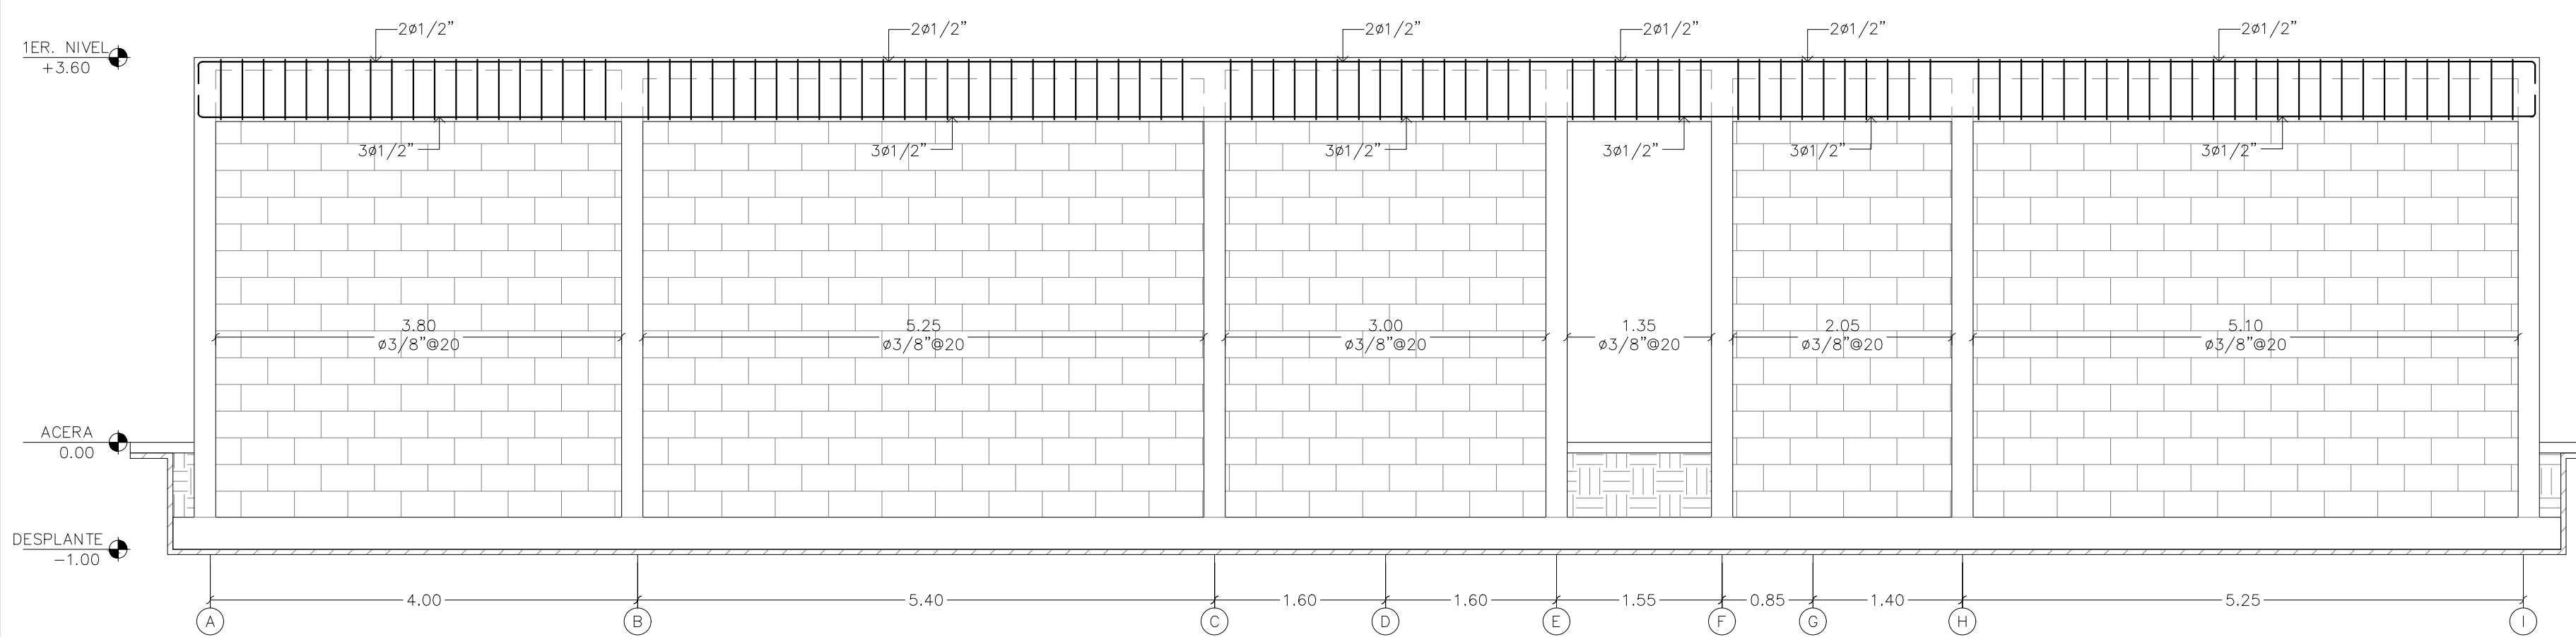 2ø1/2" 2ø1/2" 2ø1/2" 2ø1/2" 2ø1/2" 2ø1/2"
1ER. NIVEL
+3.60
3ø1/2" 3ø1/2" 3ø1/2" 3ø1/2" 3ø1/2" 3ø1/2"
3.80 5.25 3.00 1.35 2.05 5.10
ø3/8"@20 ø3/8"@20 ø3/8"@20 ø3/8"@20 ø3/8"@20 ø3/8"@20
ACERA
0.00
DESPLANTE
-1.00
4.00 5.40 1.60 1.60 1.55 0.85 1.40 5.25
A B C D E F G H I